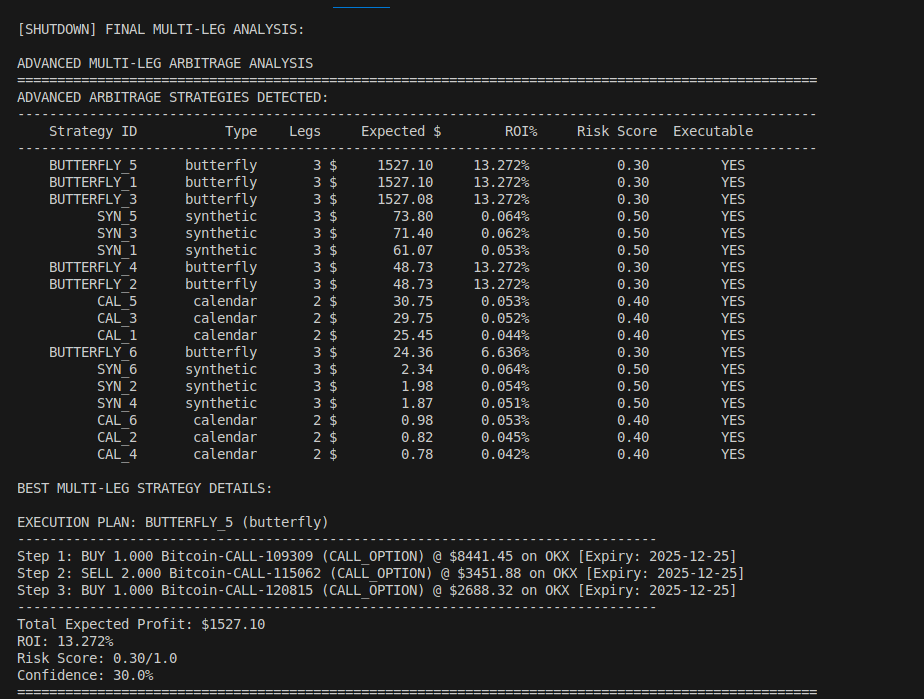 [SHUTDOWN] FINAL MULTI-LEG ANALYSIS:
ADVANCED MULTI-LEG ARBITRAGE ANALYSIS
====================================================================================================
ADVANCED ARBITRAGE STRATEGIES DETECTED:
----------------------------------------------------------------------------------------------------
Strategy ID Type Legs Expected $ ROI% Risk Score Executable
----------------------------------------------------------------------------------------------------
BUTTERFLY_5 butterfly 3 $ 1527.10 13.272% 0.30 YES
BUTTERFLY_1 butterfly 3 $ 1527.10 13.272% 0.30 YES
BUTTERFLY_3 butterfly 3 $ 1527.08 13.272% 0.30 YES
SYN_5 synthetic 3 $ 73.80 0.064% 0.50 YES
SYN_3 synthetic 3 $ 71.40 0.062% 0.50 YES
SYN_1 synthetic 3 $ 61.07 0.053% 0.50 YES
BUTTERFLY_4 butterfly 3 $ 48.73 13.272% 0.30 YES
BUTTERFLY_2 butterfly 3 $ 48.73 13.272% 0.30 YES
CAL_5 calendar 2 $ 30.75 0.053% 0.40 YES
CAL_3 calendar 2 $ 29.75 0.052% 0.40 YES
CAL_1 calendar 2 $ 25.45 0.044% 0.40 YES
BUTTERFLY_6 butterfly 3 $ 24.36 6.636% 0.30 YES
SYN_6 synthetic 3 $ 2.34 0.064% 0.50 YES
SYN_2 synthetic 3 $ 1.98 0.054% 0.50 YES
SYN_4 synthetic 3 $ 1.87 0.051% 0.50 YES
CAL_6 calendar 2 $ 0.98 0.053% 0.40 YES
CAL_2 calendar 2 $ 0.82 0.045% 0.40 YES
CAL_4 calendar 2 $ 0.78 0.042% 0.40 YES
BEST MULTI-LEG STRATEGY DETAILS:
EXECUTION PLAN: BUTTERFLY_5 (butterfly)
--------------------------------------------------------------------------------
Step 1: BUY 1.000 Bitcoin-CALL-109309 (CALL_OPTION) @ $8441.45 on OKX [Expiry: 2025-12-25]
Step 2: SELL 2.000 Bitcoin-CALL-115062 (CALL_OPTION) @ $3451.88 on OKX [Expiry: 2025-12-25]
Step 3: BUY 1.000 Bitcoin-CALL-120815 (CALL_OPTION) @ $2688.32 on OKX [Expiry: 2025-12-25]
--------------------------------------------------------------------------------
Total Expected Profit: $1527.10
ROI: 13.272%
Risk Score: 0.30/1.0
Confidence: 30.0%
====================================================================================================